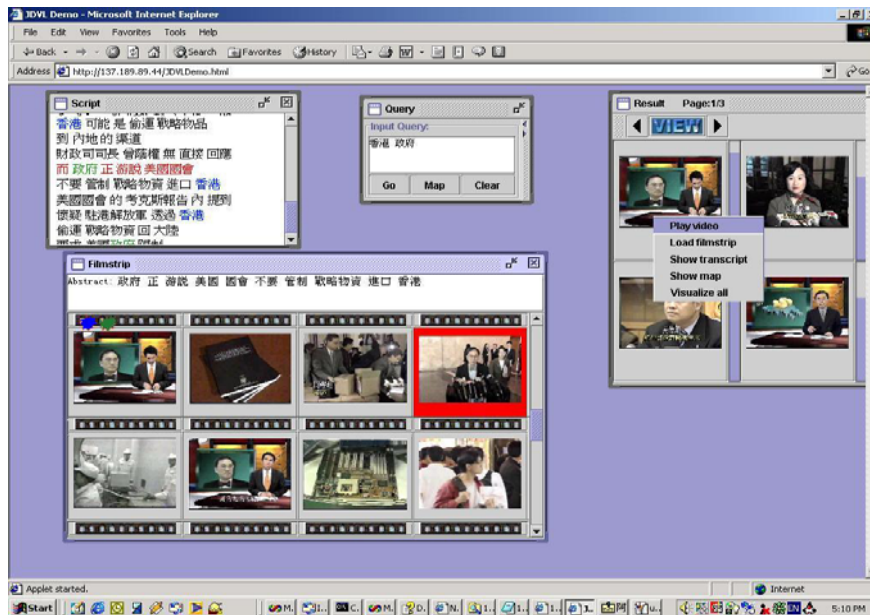 JDVL Demo - Microsoft Internet Explorer
File Edit View Favorites Tools Help
Back Search Favorites History
Address http://137.189.89.44/JDVLDemo.html Go
Script
香港 可能 是 偷運 戰略物品
到 內地 的 渠道
財政司司長 曾蔭權 無 直接 回應
而 政府 正 游説 美國國會
不要 管制 戰略物資 進口 香港
美國國會 的 考克斯報告 內 提到
懷疑 駐港解放軍 透過 香港
偷運 戰略物資 回 大陸
Query
Input Query:
香港 政府
Go Map Clear
Result Page:1/3
VIEW
Play video
Load filmstrip
Show transcript
Show map
Visualize all
Filmstrip
Abstract: 政府 正 游説 美國 國會 不要 管制 戰略物資 進口 香港
Applet started. Internet
Start 5:10 PM